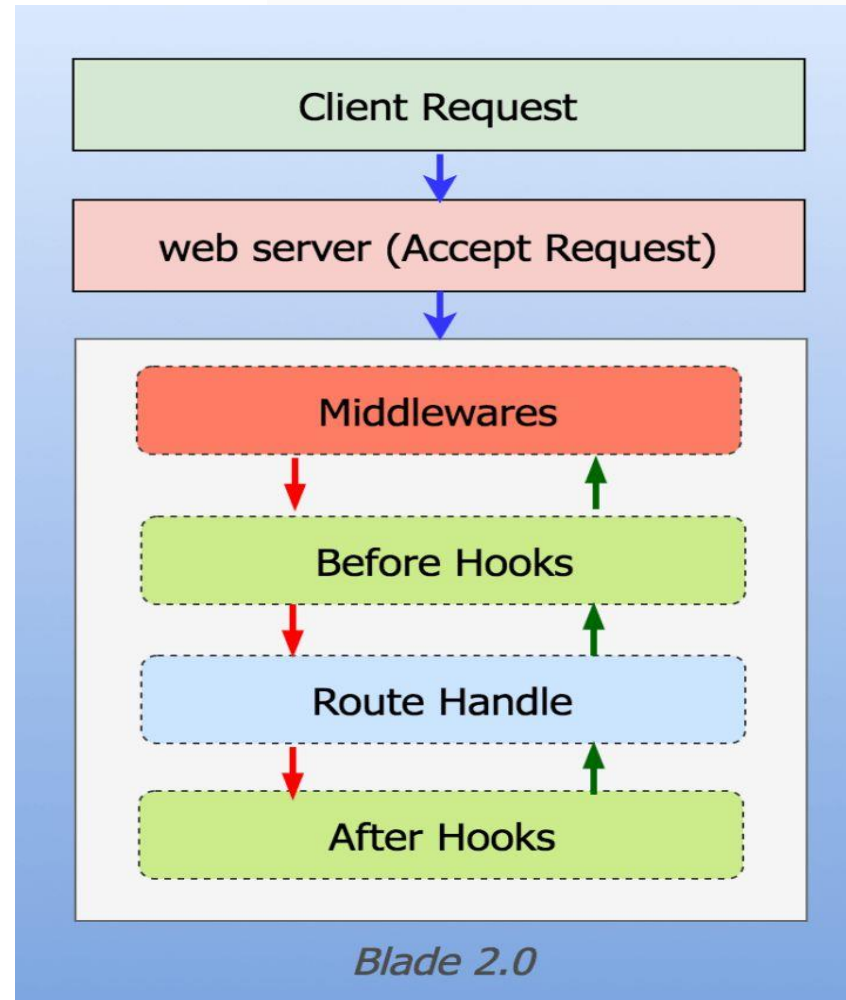 Client Request
web server (Accept Request)
Middlewares
Before Hooks
Route Handle
After Hooks
Blade 2.0